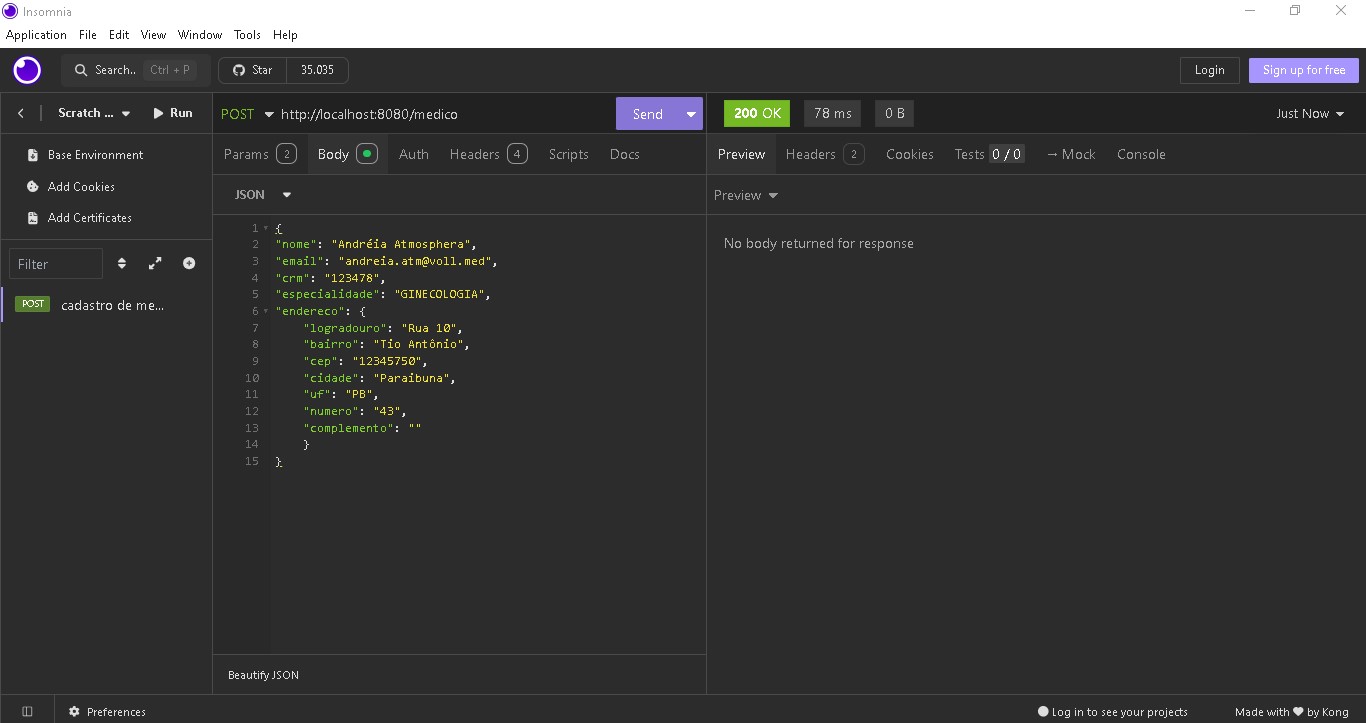 Insomnia
Application File Edit View Window Tools Help
Search.. Ctrl + P Star 35.035 Login Sign up for free
Scratch ... Run POST http://localhost:8080/medico Send 200 OK 78 ms 0 B Just Now
Base Environment
Add Cookies
Add Certificates
Filter
POST cadastro de me...
Params 2 Body Auth Headers 4 Scripts Docs
JSON
1 {
2 "nome": "Andréia Atmosphera",
3 "email": "andreia.atm@voll.med",
4 "crm": "123478",
5 "especialidade": "GINECOLOGIA",
6 "endereco": {
7 "logradouro": "Rua 10",
8 "bairro": "Tio Antônio",
9 "cep": "12345750",
10 "cidade": "Paraibuna",
11 "uf": "PB",
12 "numero": "43",
13 "complemento": ""
14 }
15 }
Beautify JSON
Preview Headers 2 Cookies Tests 0 / 0 → Mock Console
Preview
No body returned for response
Preferences Log in to see your projects Made with ♥ by Kong